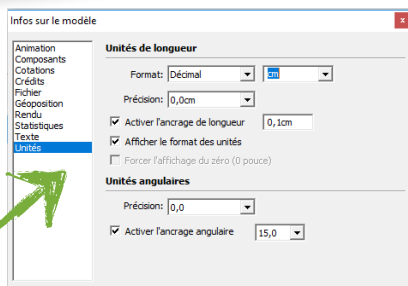 Infos sur le modèle
x
Animation
Composants
Cotations
Crédits
Fichier
Géoposition
Rendu
Statistiques
Texte
Unités
Unités de longueur
Format: Décimal cm
Précision: 0,0cm
Activer l'ancrage de longueur 0,1cm
Afficher le format des unités
Forcer l'affichage du zéro (0 pouce)
Unités angulaires
Précision: 0,0
Activer l'ancrage angulaire 15,0